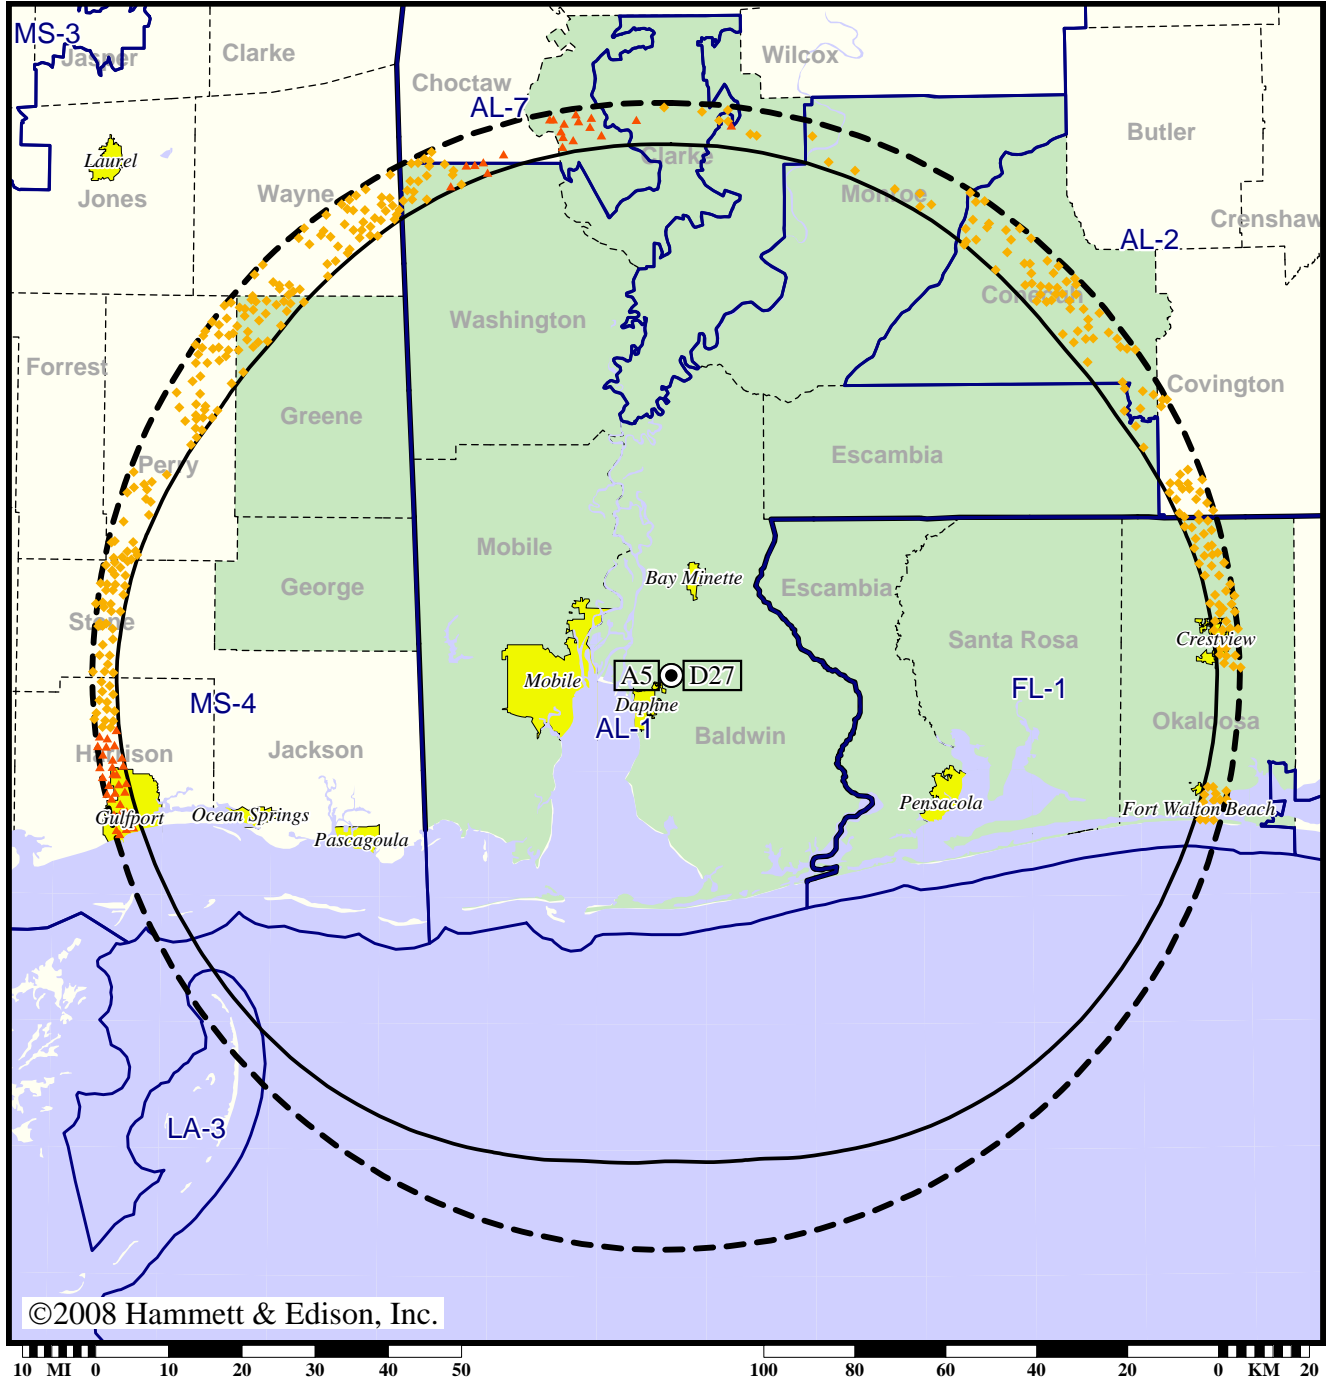 MS-3
Jasper
Clarke
Choctaw
Wilcox
AL-7
Butler
Laurel
Clarke
Jones
Wayne
Monroe
Crenshaw
AL-2
Conecuh
Washington
Forrest
Covington
Greene
Perry
Escambia
Mobile
Bay Minette
George
Escambia
Stone
Santa Rosa
Crestview
Mobile
A5
D27
MS-4
Daphne
FL-1
AL-1
Okaloosa
Harrison
Jackson
Baldwin
Pensacola
Fort Walton Beach
Gulfport
Ocean Springs
Pascagoula
LA-3
©2008 Hammett & Edison, Inc.
10 MI 0 10 20 30 40 50 100 80 60 40 20 0 KM 20